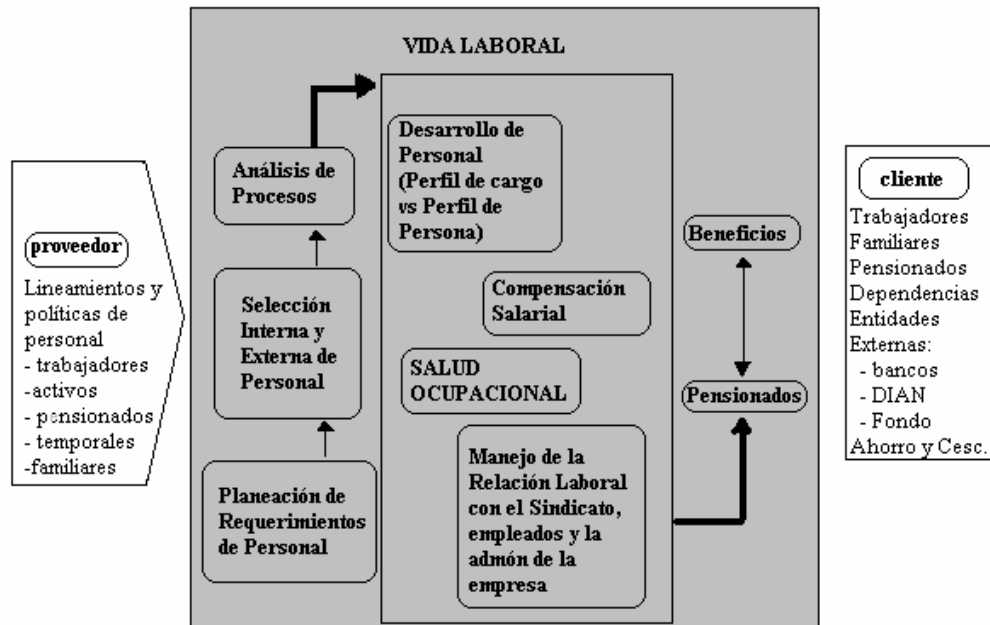 VIDA LABORAL
proveedor
Lineamientos y
políticas de
personal
- trabajadores
-activos
- pensionados
- temporales
-familiares
Análisis de
Procesos
Selección
Interna y
Externa de
Personal
Planeación de
Requerimientos
de Personal
Desarrollo de
Personal
(Perfil de cargo
vs Perfil de
Persona)
Compensación
Salarial
SALUD
OCUPACIONAL
Manejo de la
Relación Laboral
con el Sindicato,
empleados y la
admón de la
empresa
Beneficios
Pensionados
cliente
Trabajadores
Familiares
Pensionados
Dependencias
Entidades
Externas:
- bancos
- DIAN
- Fondo
Ahorro y Cesc.